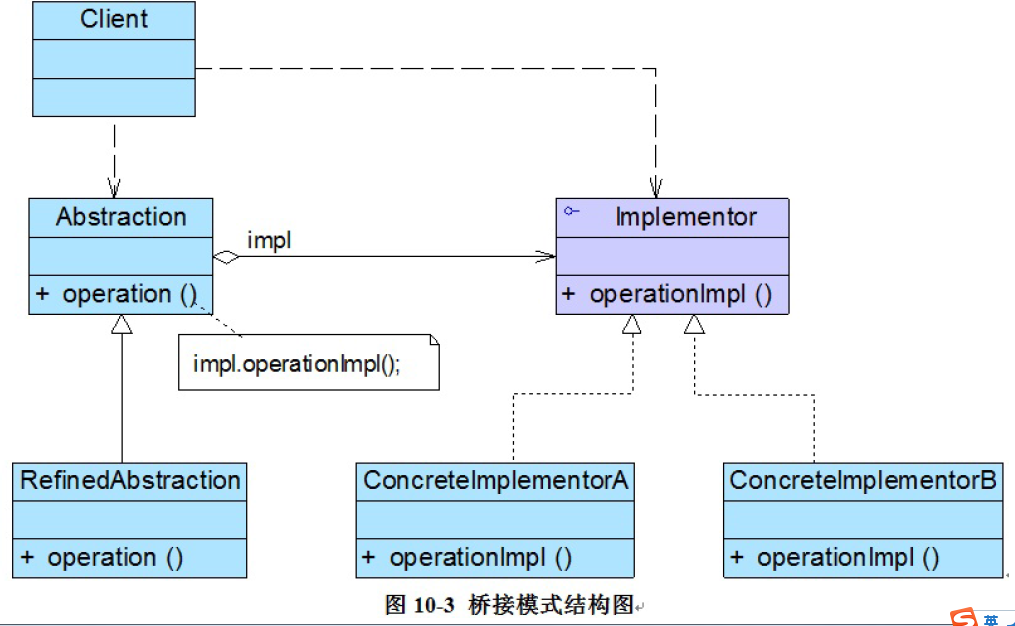 Client
Abstraction
+ operation ()
impl
Implementor
+ operationImpl ()
impl.operationImpl();
RefinedAbstraction
+ operation ()
ConcreteImplementorA
+ operationImpl ()
ConcreteImplementorB
+ operationImpl ()
图 10-3 桥接模式结构图
S 英